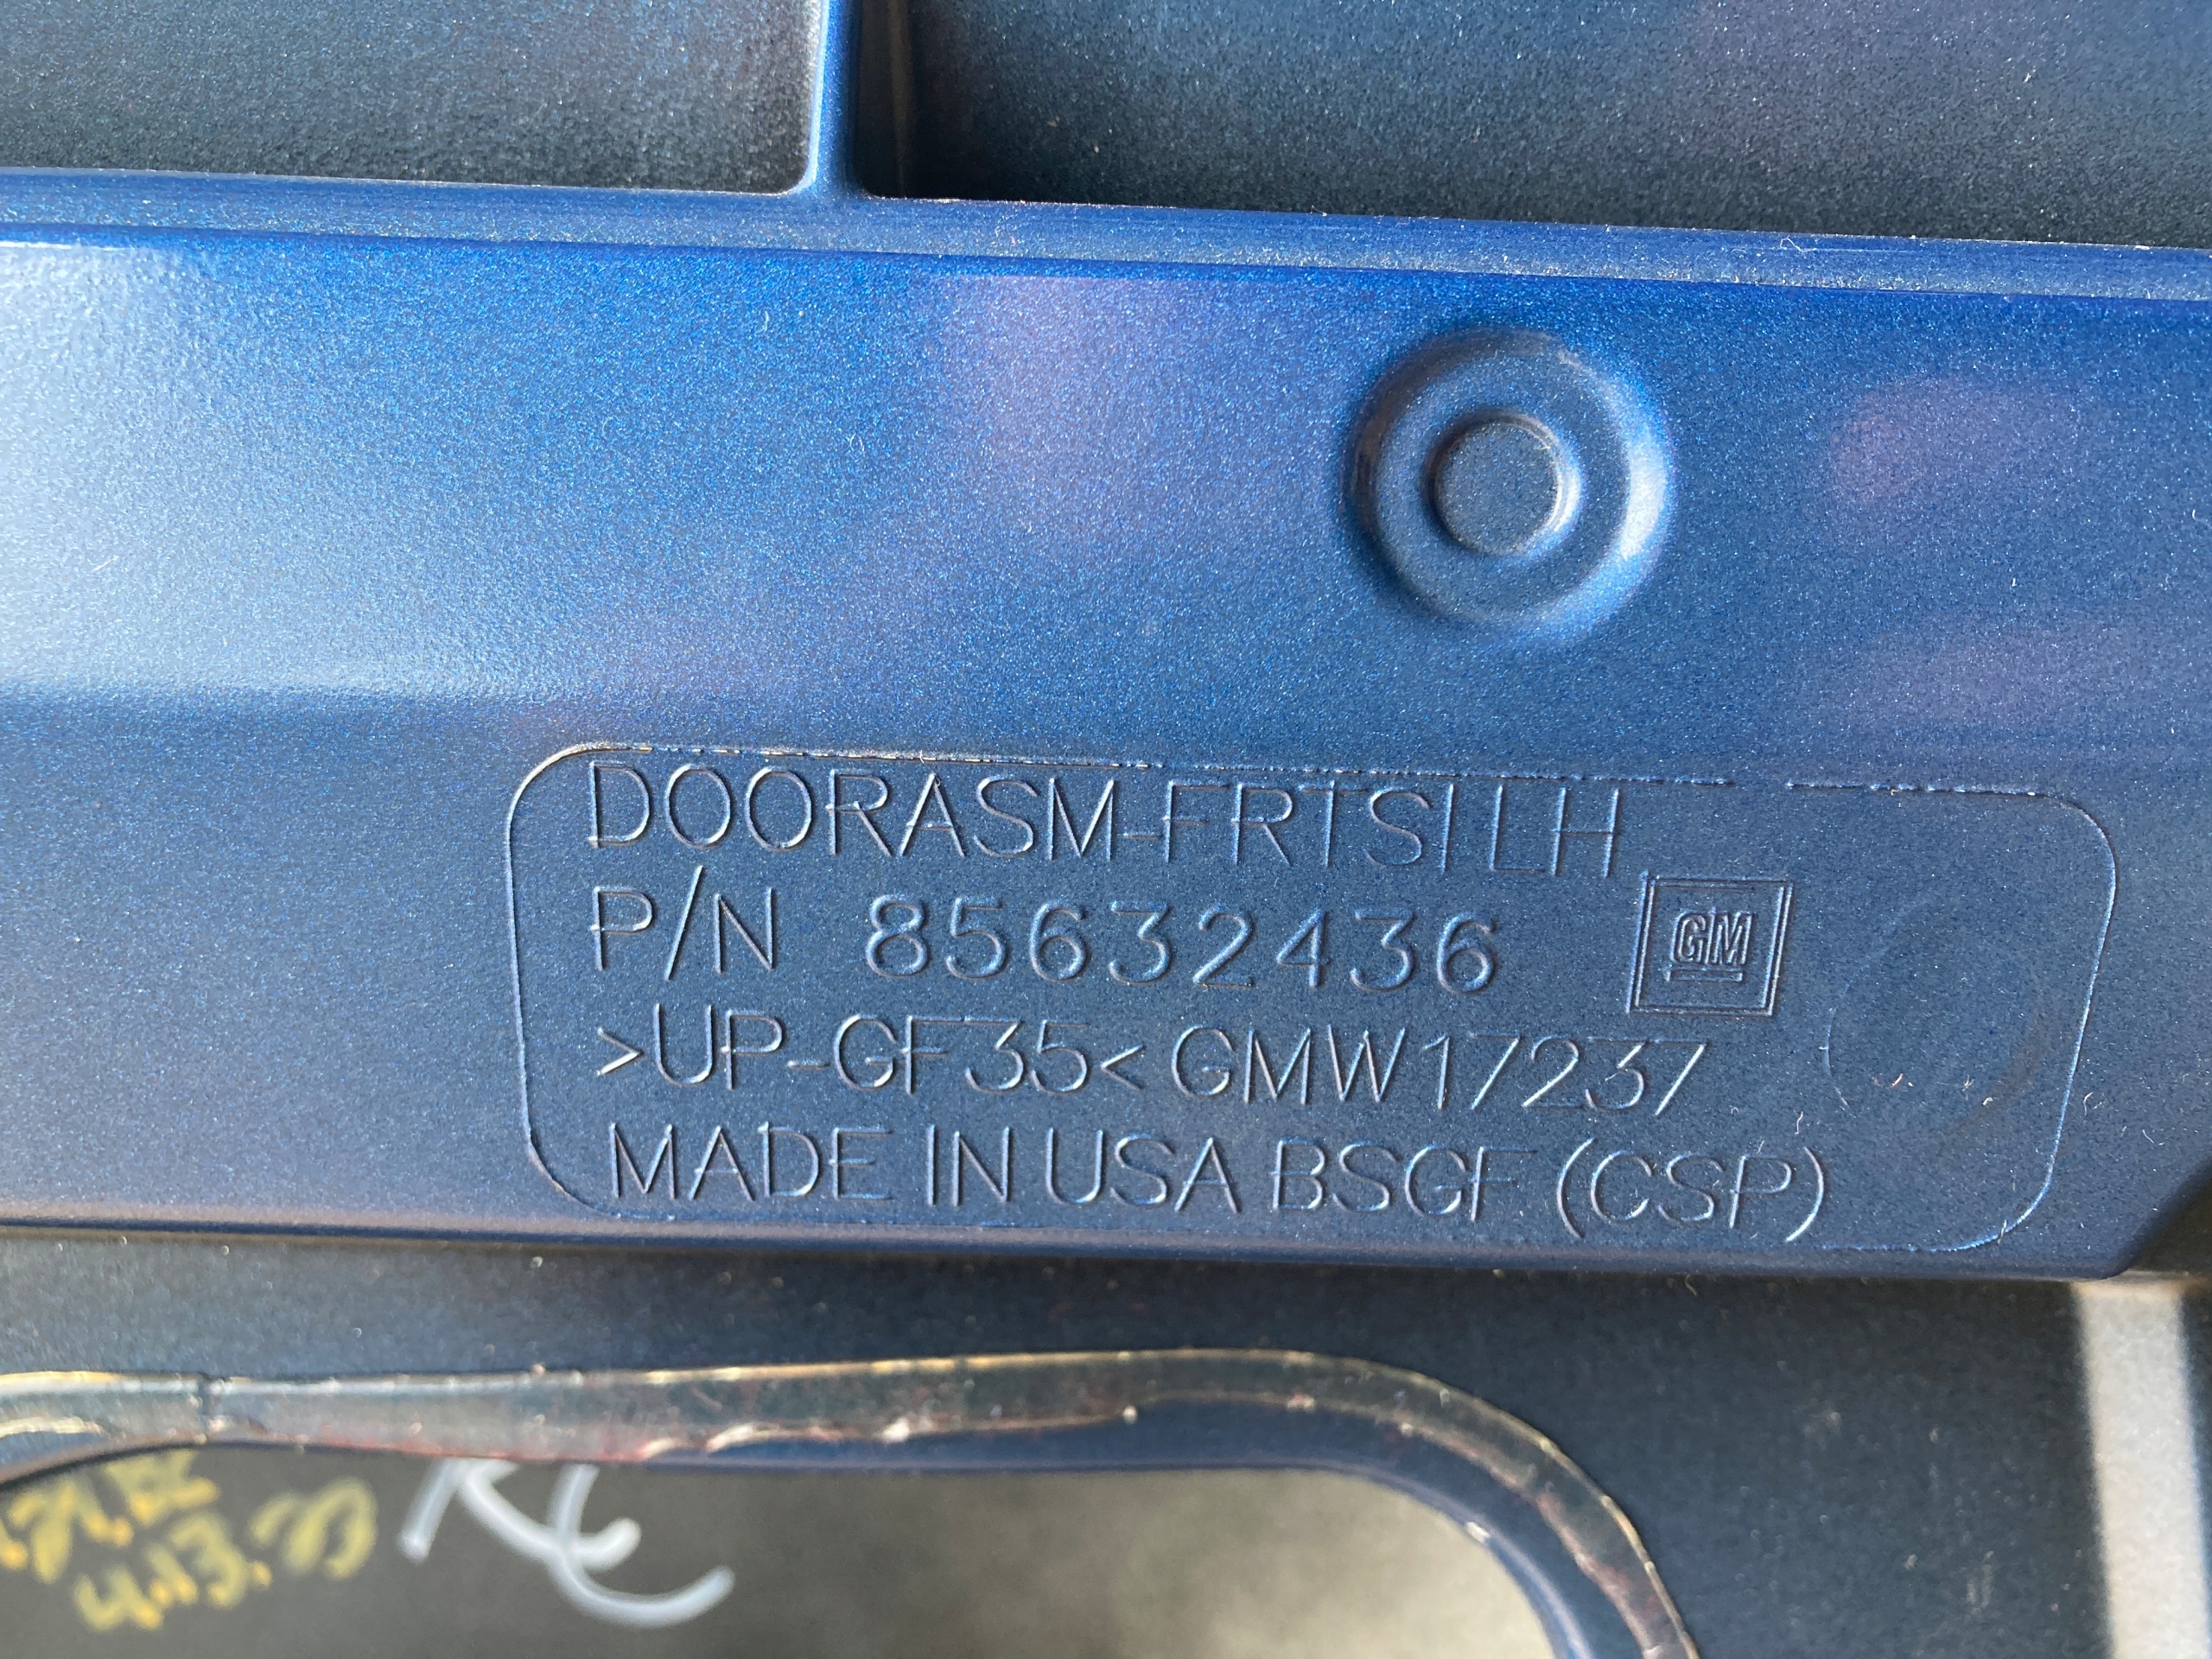 DOORASM-FRTSI LH
P/N 85632436
GM
>UP-GF35< GMW17237
MADE IN USA BSGF (CSP)